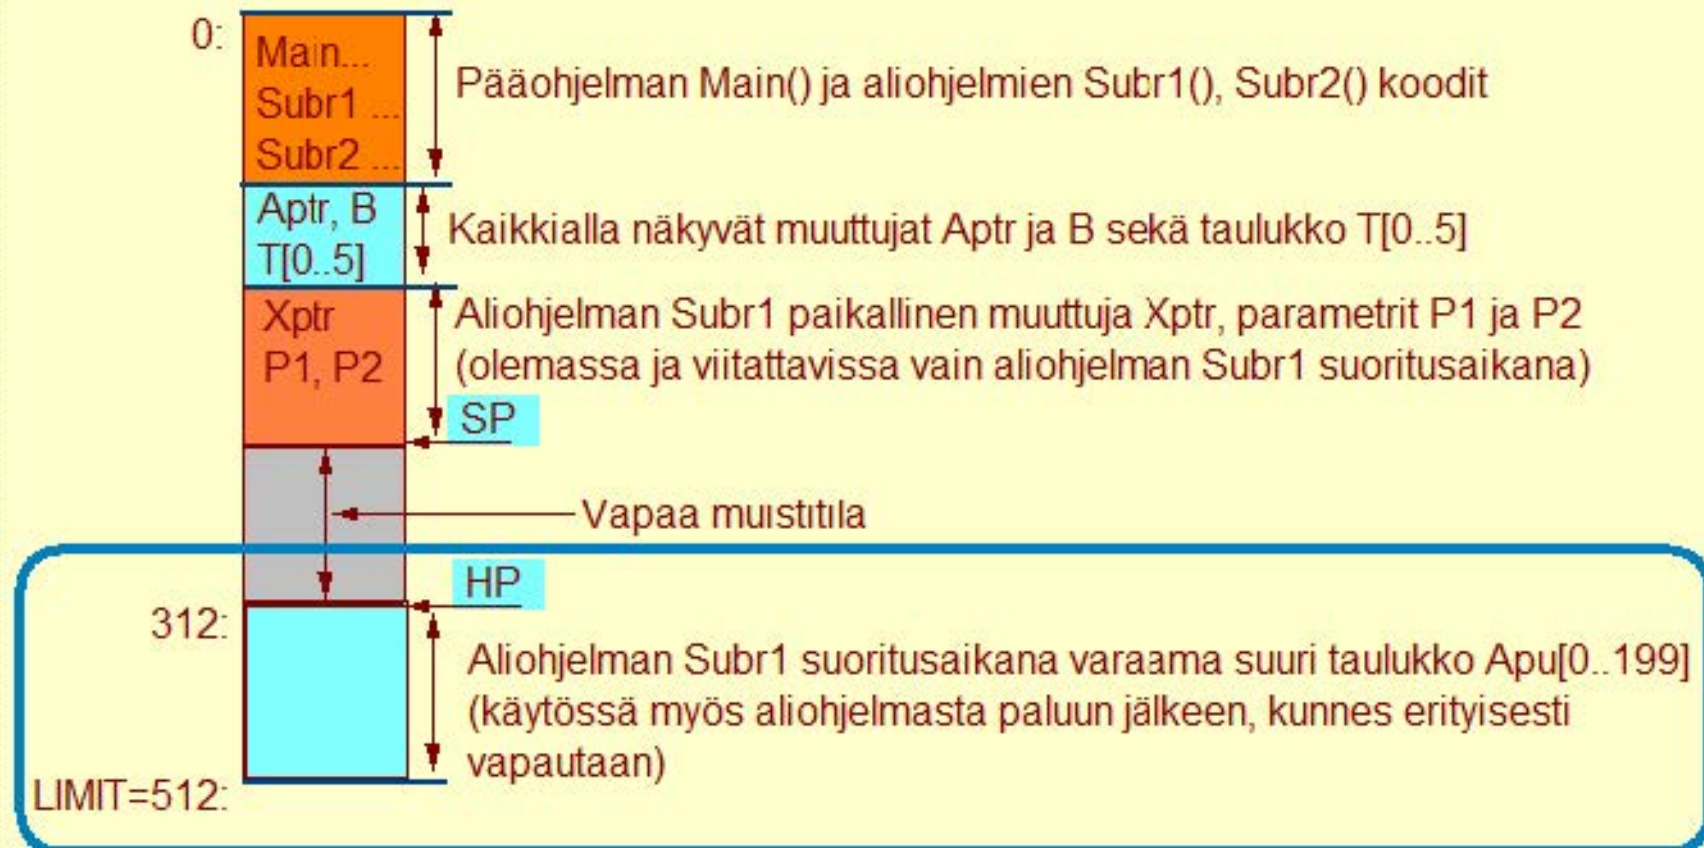 0:
Main...
Subr1 ...
Subr2 ...
Pääohjelman Main() ja aliohjelmien Subr1(), Subr2() koodit
Aptr, B
T[0..5]
Kaikkialla näkyvät muuttujat Aptr ja B sekä taulukko T[0..5]
Xptr
P1, P2
Aliohjelman Subr1 paikallinen muuttuja Xptr, parametrit P1 ja P2
(olemassa ja viitattavissa vain aliohjelman Subr1 suoritusaikana)
SP
Vapaa muistitila
HP
312:
Aliohjelman Subr1 suoritusaikana varaama suuri taulukko Apu[0..199]
(käytössä myös aliohjelmasta paluun jälkeen, kunnes erityisesti
vapautaan)
LIMIT=512: